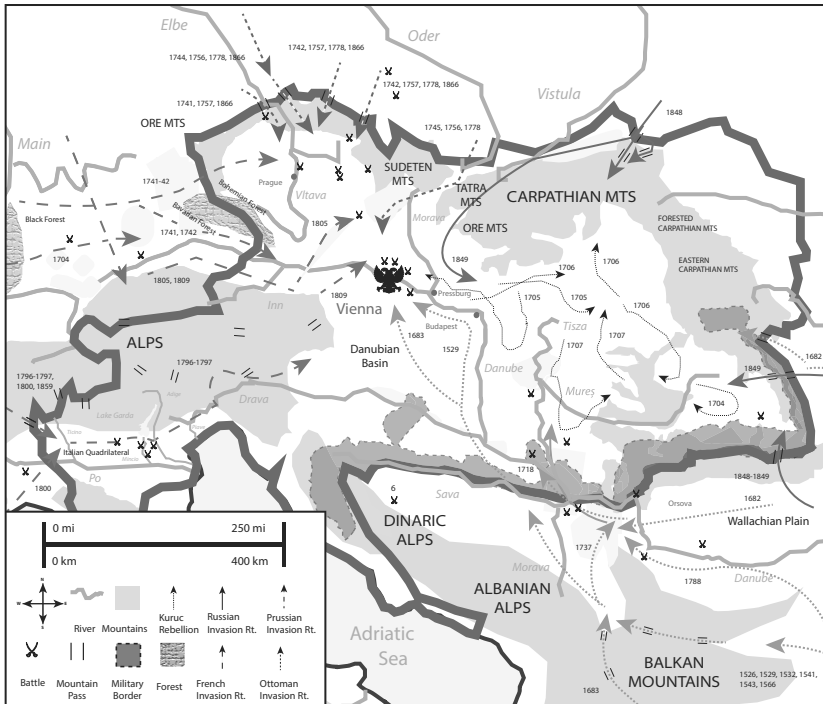 Elbe
Oder
Vistula
Main
1744, 1756, 1778, 1866
1742, 1757, 1778, 1866
1742, 1757, 1778, 1866
1741, 1757, 1866
1745, 1756, 1778
1848
ORE MTS
SUDETEN
MTS
TATRA
MTS
ORE MTS
CARPATHIAN MTS
FORESTED
CARPATHIAN MTS
EASTERN
CARPATHIAN MTS
Prague
Vltava
Morava
Bohemian Forest
Bavarian Forest
Black Forest
1741-42
1741, 1742
1704
1805
1805, 1809
1809
1849
1706
1706
1706
1705
1705
1707
1707
Inn
Vienna
Pressburg
Budapest
1683
1529
Danubian
Basin
Danube
Tisza
Mureş
1704
1849
1682
ALPS
1796-1797
1796-1797,
1800, 1859
Drava
Lake Garda
Adige
Piave
Mincio
Italian Quadrilateral
Po
1800
1718
6
Sava
DINARIC
ALPS
Orsova
1848-1849
1682
Wallachian Plain
1737
Morava
1788
Danube
ALBANIAN
ALPS
Adriatic
Sea
BALKAN
MOUNTAINS
1683
1526, 1529, 1532, 1541,
1543, 1566
0 mi
250 mi
0 km
400 km
N
W
E
S
River
Mountains
Kuruc
Rebellion
Russian
Invasion Rt.
Prussian
Invasion Rt.
Battle
Mountain
Pass
Military
Border
Forest
French
Invasion Rt.
Ottoman
Invasion Rt.